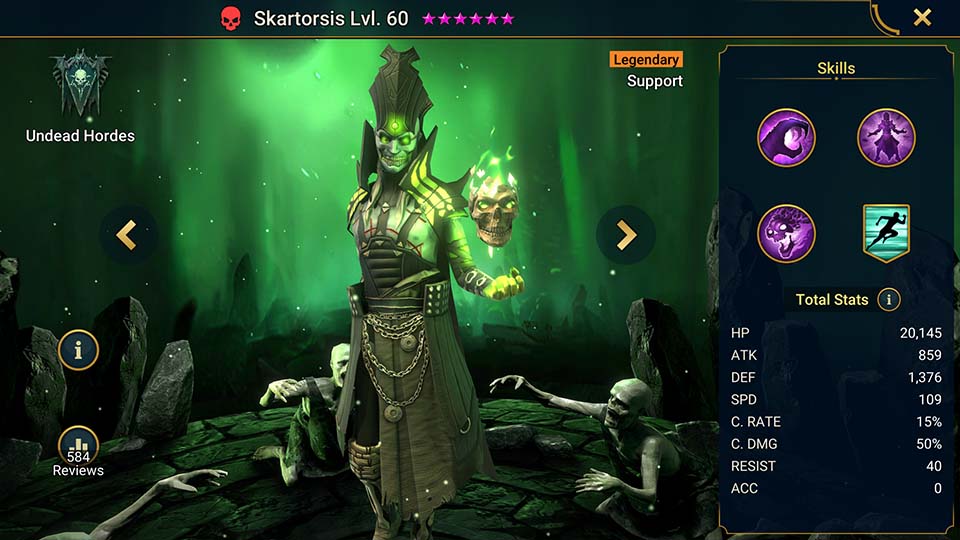 Skartorsis Lvl. 60
Undead Hordes
Legendary
Support
584
Reviews
Skills
Total Stats
HP 20,145
ATK 859
DEF 1,376
SPD 109
C. RATE 15%
C. DMG 50%
RESIST 40
ACC 0